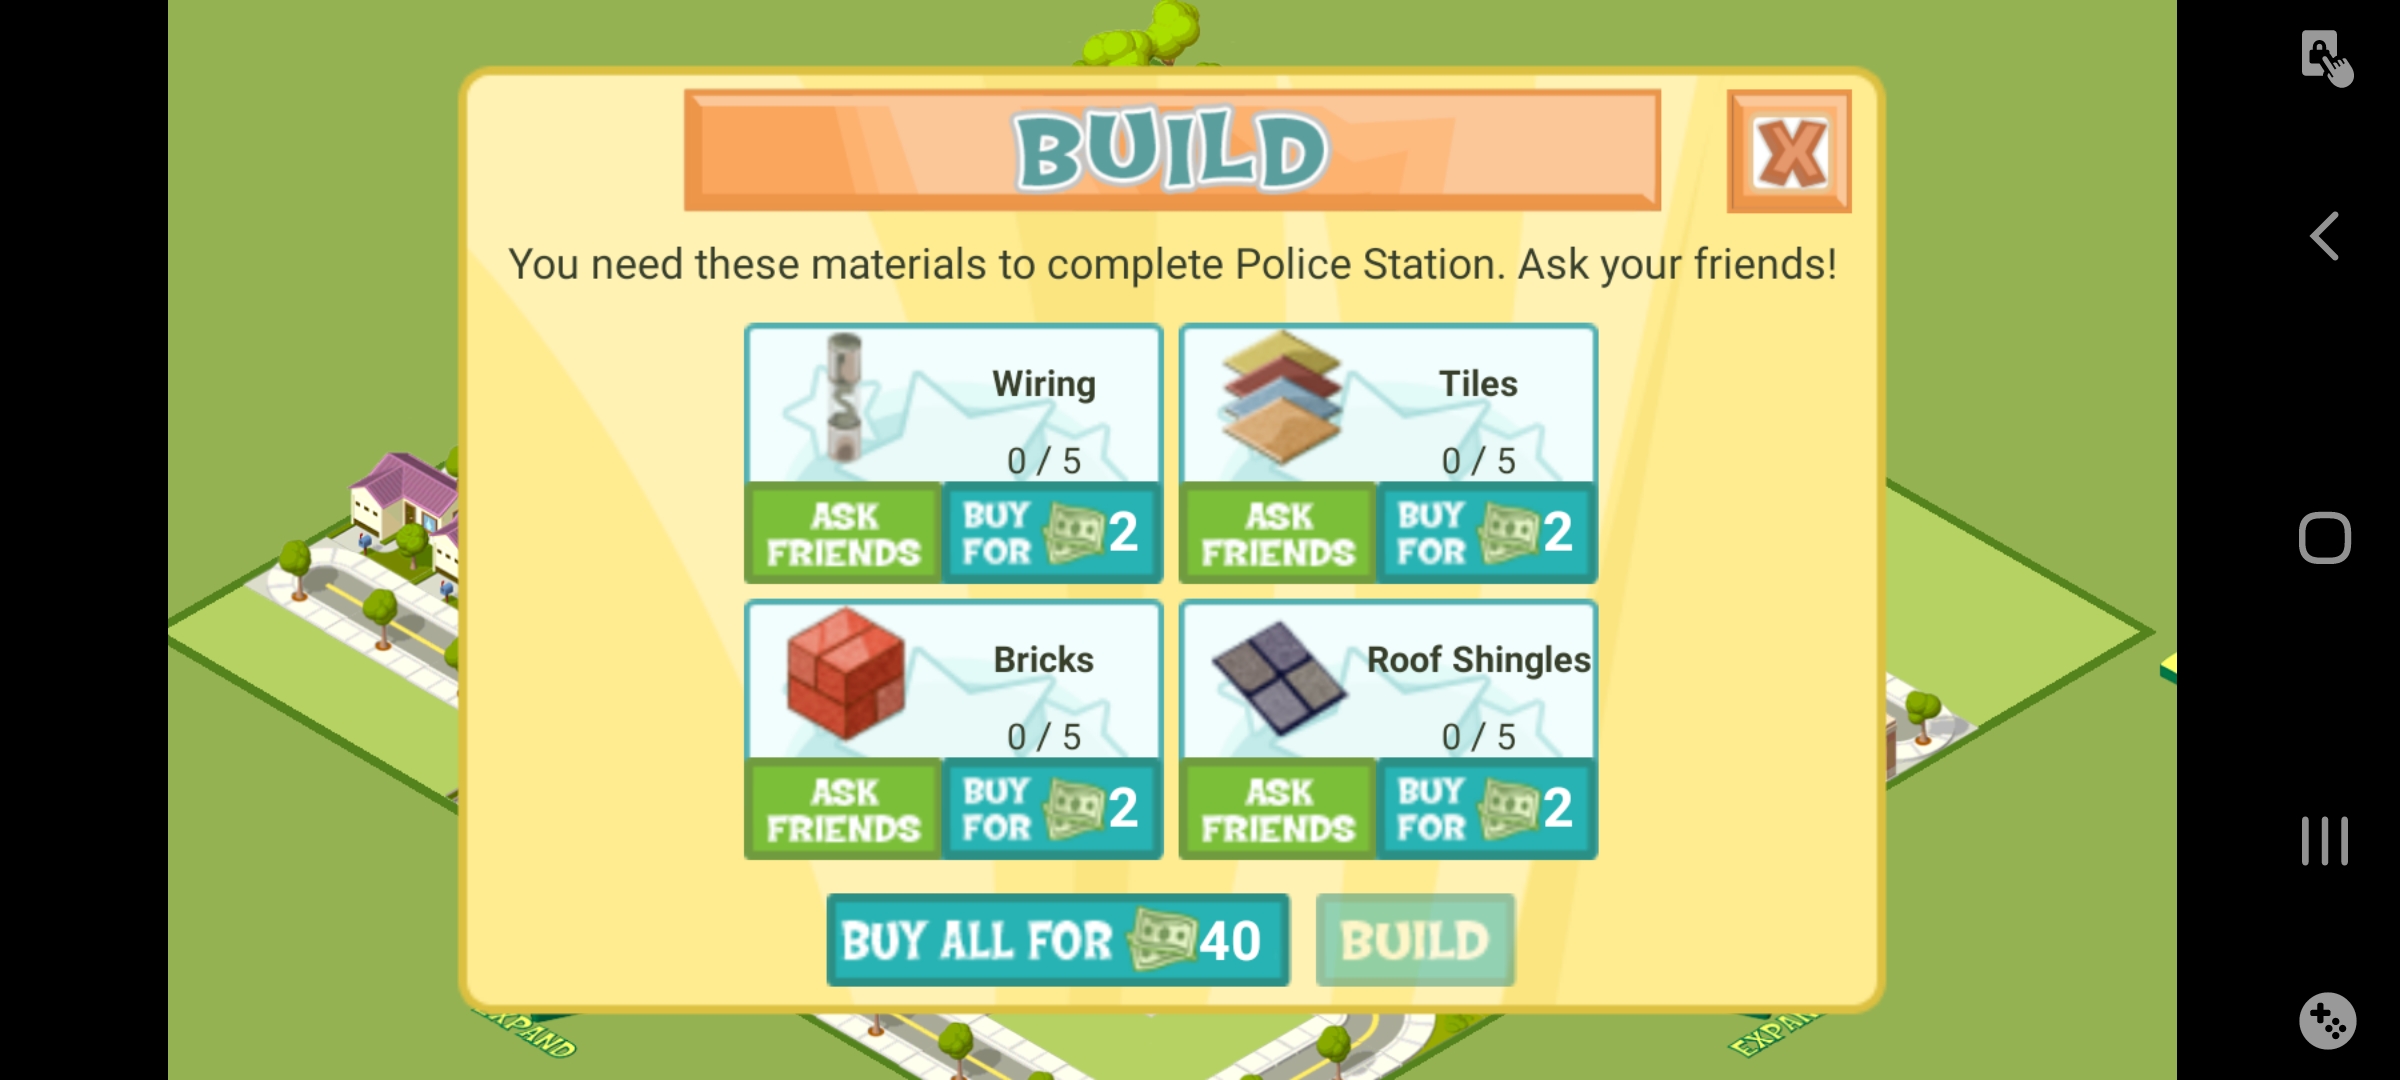 BUILD
X
You need these materials to complete Police Station. Ask your friends!
Wiring
0 / 5
ASK FRIENDS
BUY FOR 2
Tiles
0 / 5
ASK FRIENDS
BUY FOR 2
Bricks
0 / 5
ASK FRIENDS
BUY FOR 2
Roof Shingles
0 / 5
ASK FRIENDS
BUY FOR 2
BUY ALL FOR 40
BUILD
EXPAND
EXPAN